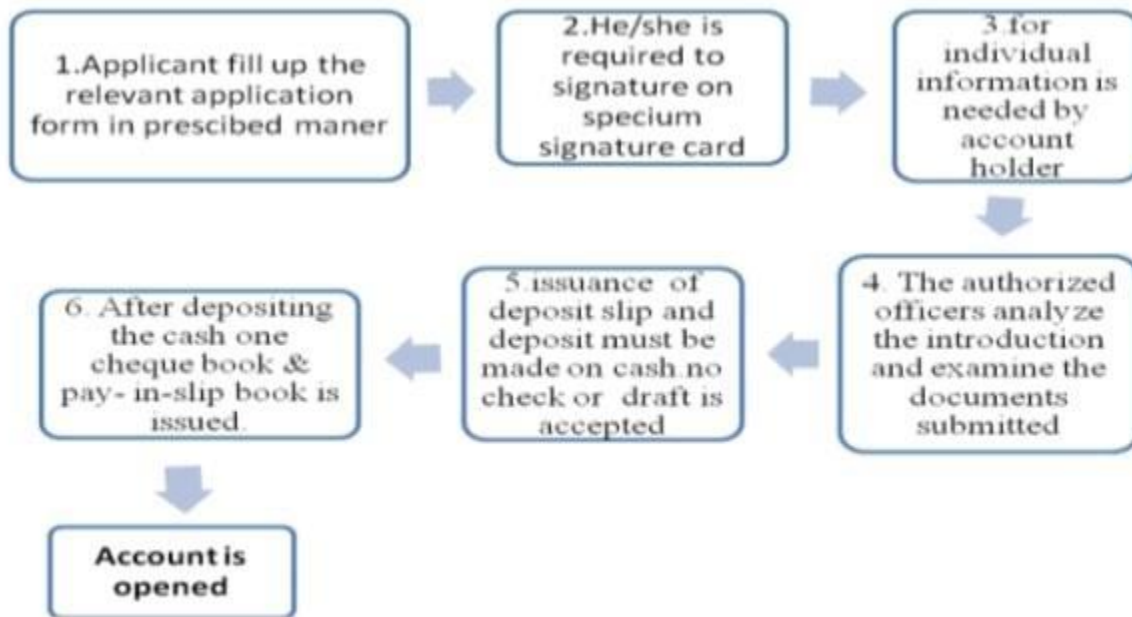 1.Applicant fill up the
relevant application
form in prescibed maner
2.He/she is
required to
signature on
specium
signature card
3.for
individual
information is
needed by
account
holder
4. The authorized
officers analyze
the introduction
and examine the
documents
submitted
5.issuance of
deposit slip and
deposit must be
made on cash.no
check or draft is
accepted
6. After depositing
the cash one
cheque book &
pay- in-slip book is
issued.
Account is
opened